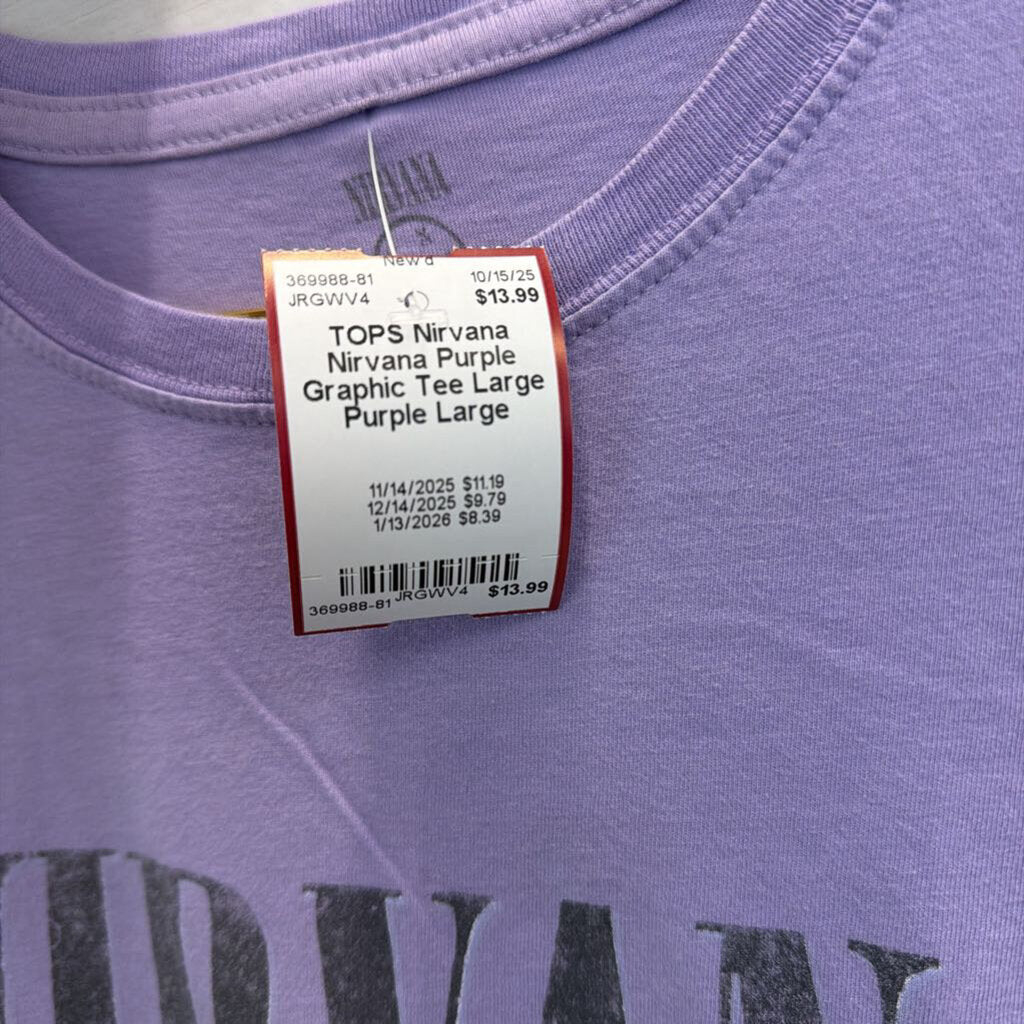 NIRVANA
New'd
369988-81 10/15/25
JRGWV4 $13.99
TOPS Nirvana
Nirvana Purple
Graphic Tee Large
Purple Large
11/14/2025 $11.19
12/14/2025 $9.79
1/13/2026 $8.39
369988-81 JRGWV4 $13.99
NIRVAN